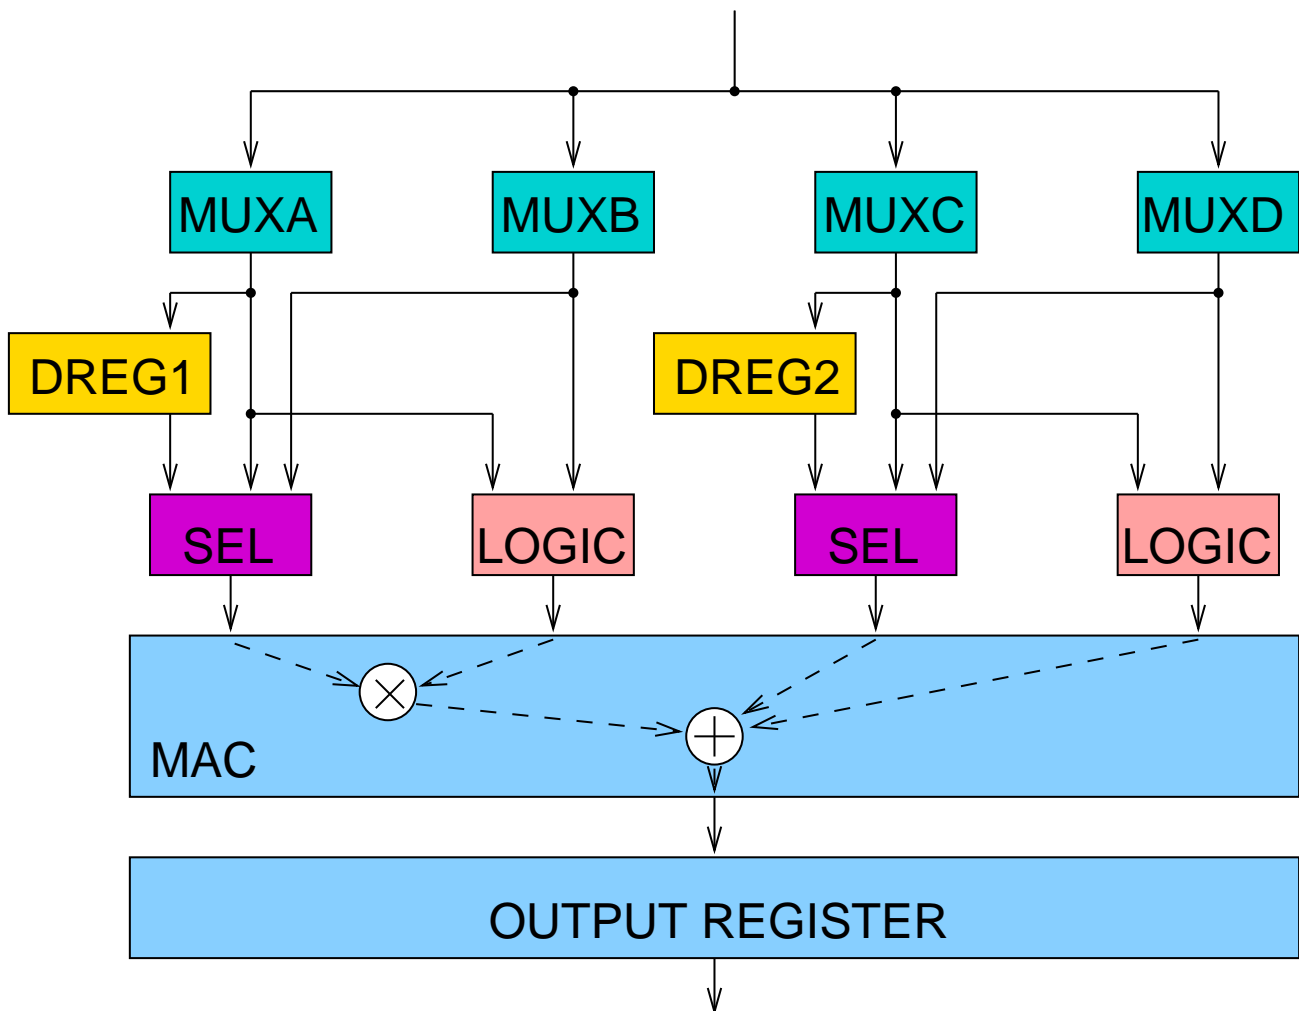 MUXA
MUXB
MUXC
MUXD
DREG1
DREG2
SEL
LOGIC
SEL
LOGIC
MAC
OUTPUT REGISTER